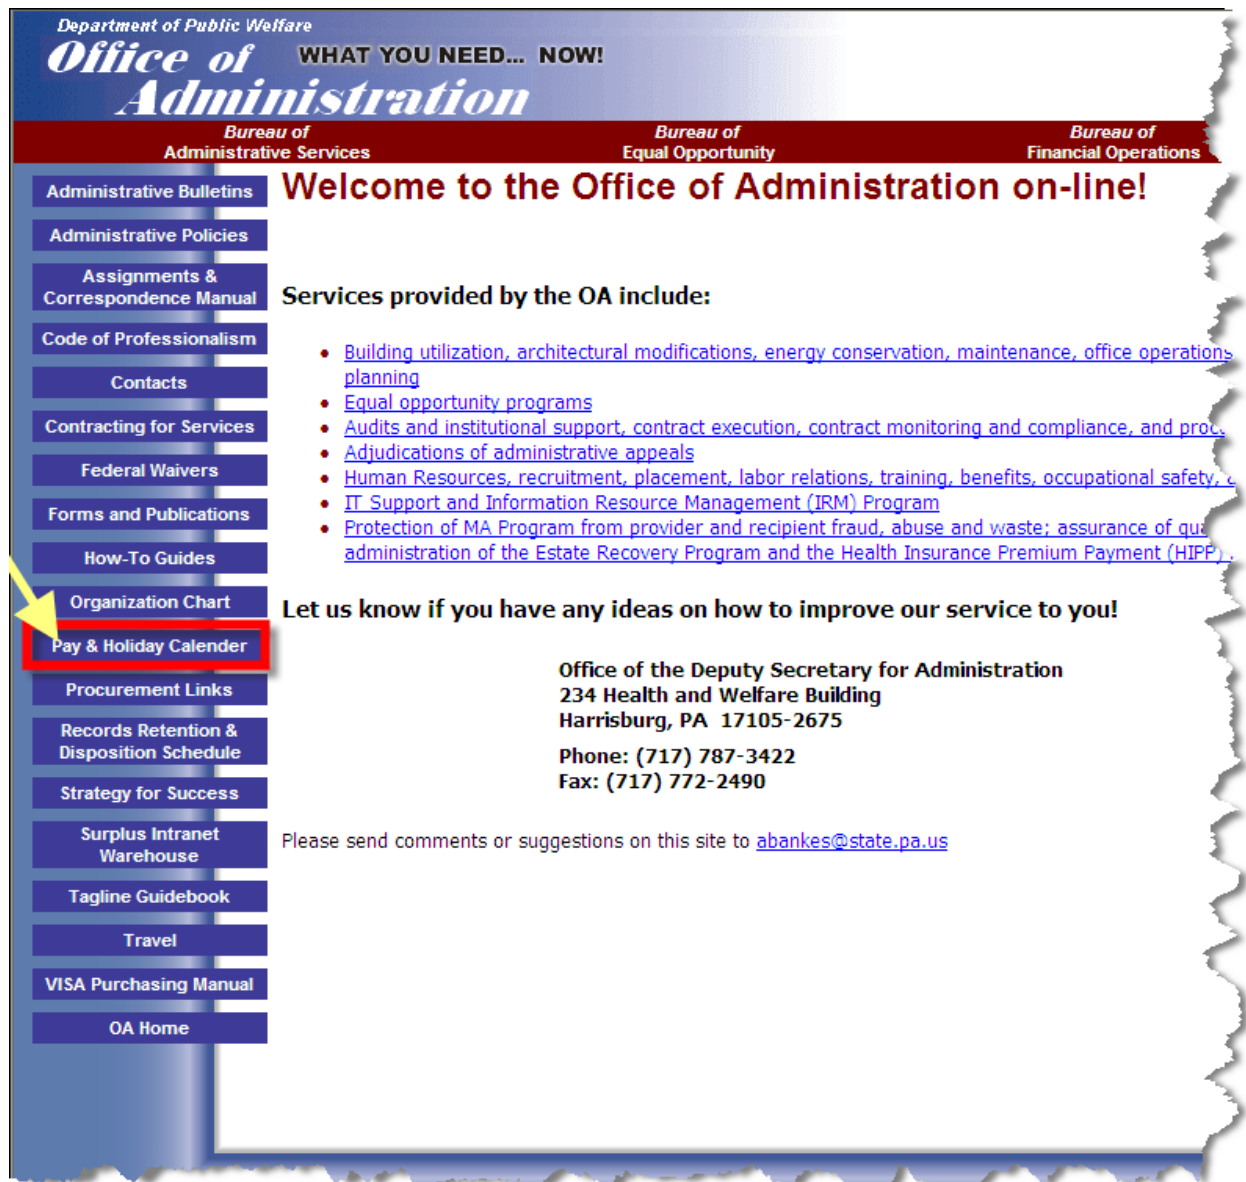 Department of Public Welfare
Office of
Administration
WHAT YOU NEED... NOW!
Bureau of
Administrative Services
Bureau of
Equal Opportunity
Bureau of
Financial Operations
Administrative Bulletins
Administrative Policies
Assignments &
Correspondence Manual
Code of Professionalism
Contacts
Contracting for Services
Federal Waivers
Forms and Publications
How-To Guides
Organization Chart
Pay & Holiday Calender
Procurement Links
Records Retention &
Disposition Schedule
Strategy for Success
Surplus Intranet
Warehouse
Tagline Guidebook
Travel
VISA Purchasing Manual
OA Home
Welcome to the Office of Administration on-line!
Services provided by the OA include:
Building utilization, architectural modifications, energy conservation, maintenance, office operations
planning
Equal opportunity programs
Audits and institutional support, contract execution, contract monitoring and compliance, and
Adjudications of administrative appeals
Human Resources, recruitment, placement, labor relations, training, benefits, occupational safety,
IT Support and Information Resource Management (IRM) Program
Protection of MA Program from provider and recipient fraud, abuse and waste; assurance of
administration of the Estate Recovery Program and the Health Insurance Premium Payment (HIPP)
Let us know if you have any ideas on how to improve our service to you!
Office of the Deputy Secretary for Administration
234 Health and Welfare Building
Harrisburg, PA 17105-2675
Phone: (717) 787-3422
Fax: (717) 772-2490
Please send comments or suggestions on this site to abankes@state.pa.us